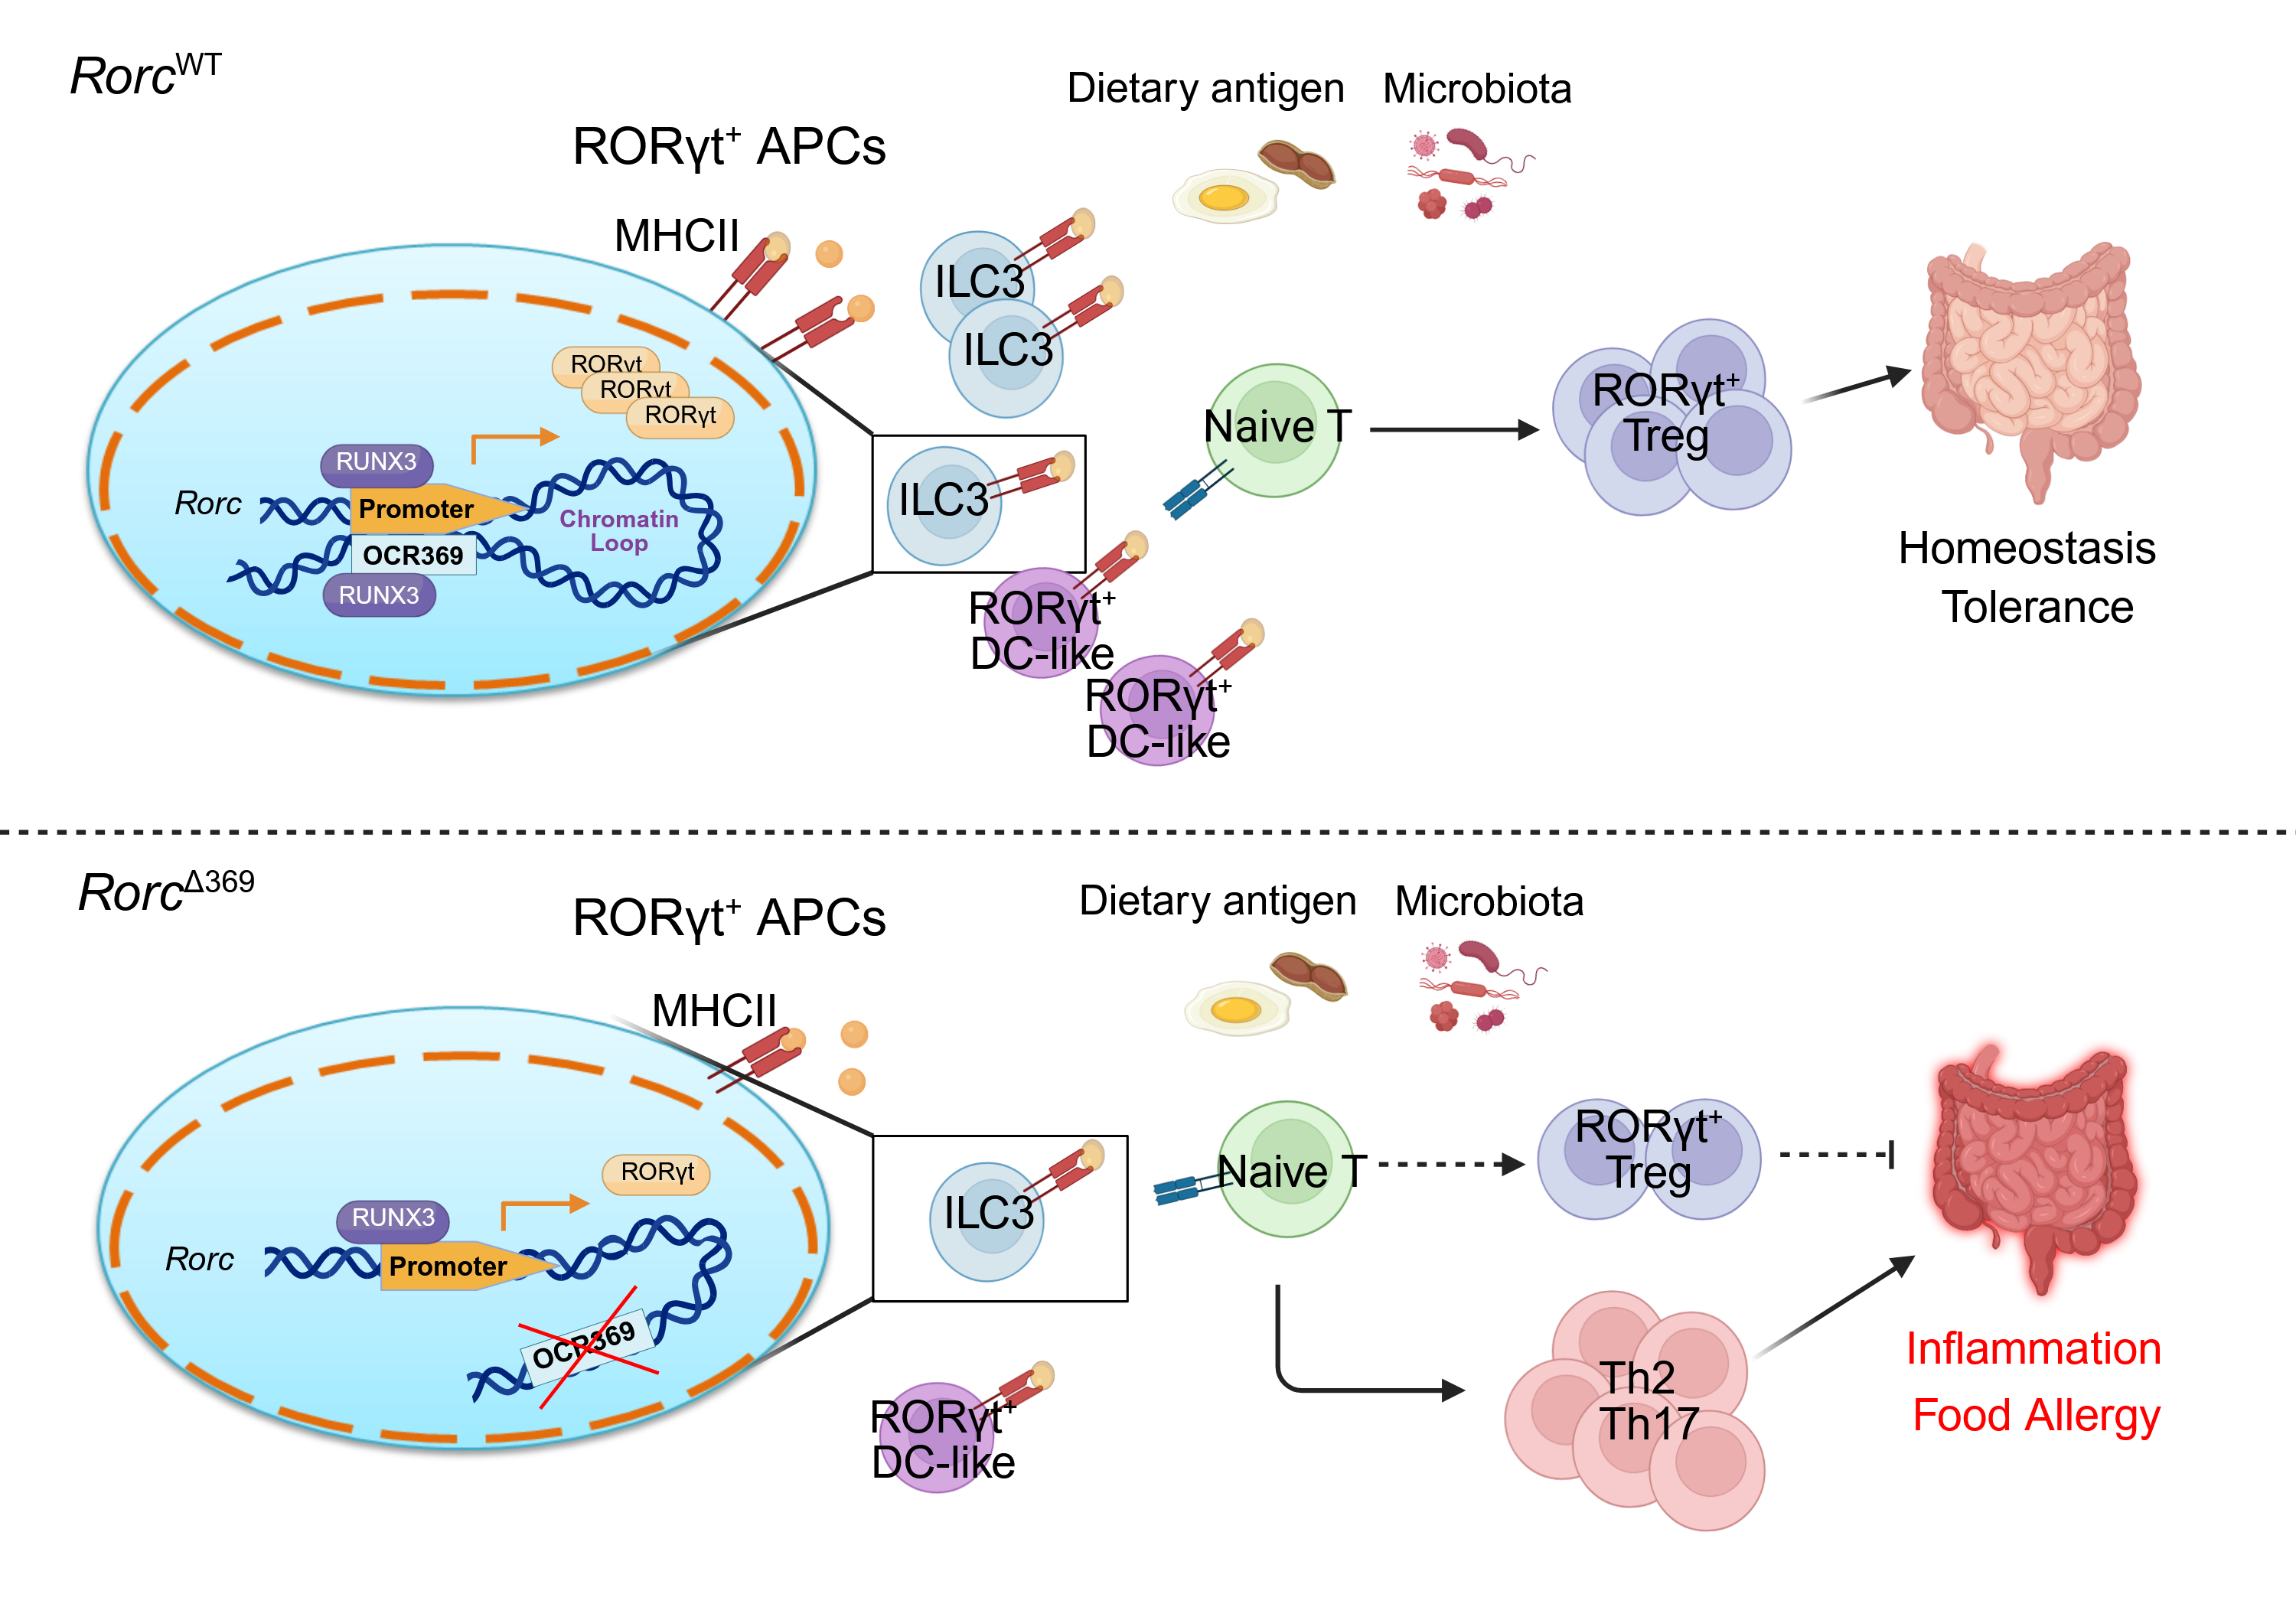 Rorc^WT
Dietary antigen
Microbiota
RORγt⁺ APCs
MHCII
ILC3
ILC3
RORγt
RORγt
RORγt
RUNX3
Rorc
Promoter
Chromatin
Loop
OCR369
RUNX3
ILC3
Naive T
RORγt⁺
Treg
RORγt⁺
DC-like
RORγt⁺
DC-like
Homeostasis
Tolerance
Rorc^Δ369
RORγt⁺ APCs
Dietary antigen
Microbiota
MHCII
RORγt
RUNX3
Rorc
Promoter
OCR369
ILC3
Naive T
RORγt⁺
Treg
RORγt⁺
DC-like
Th2
Th17
Inflammation
Food Allergy